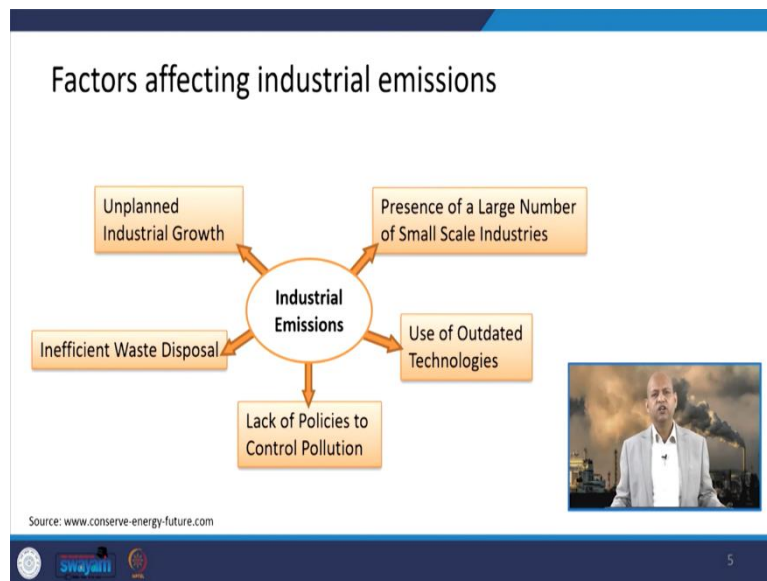 Factors affecting industrial emissions
Unplanned
Industrial Growth
Presence of a Large Number
of Small Scale Industries
Industrial
Emissions
Inefficient Waste Disposal
Use of Outdated
Technologies
Lack of Policies to
Control Pollution
Source: www.conserve-energy-future.com
swayam
5